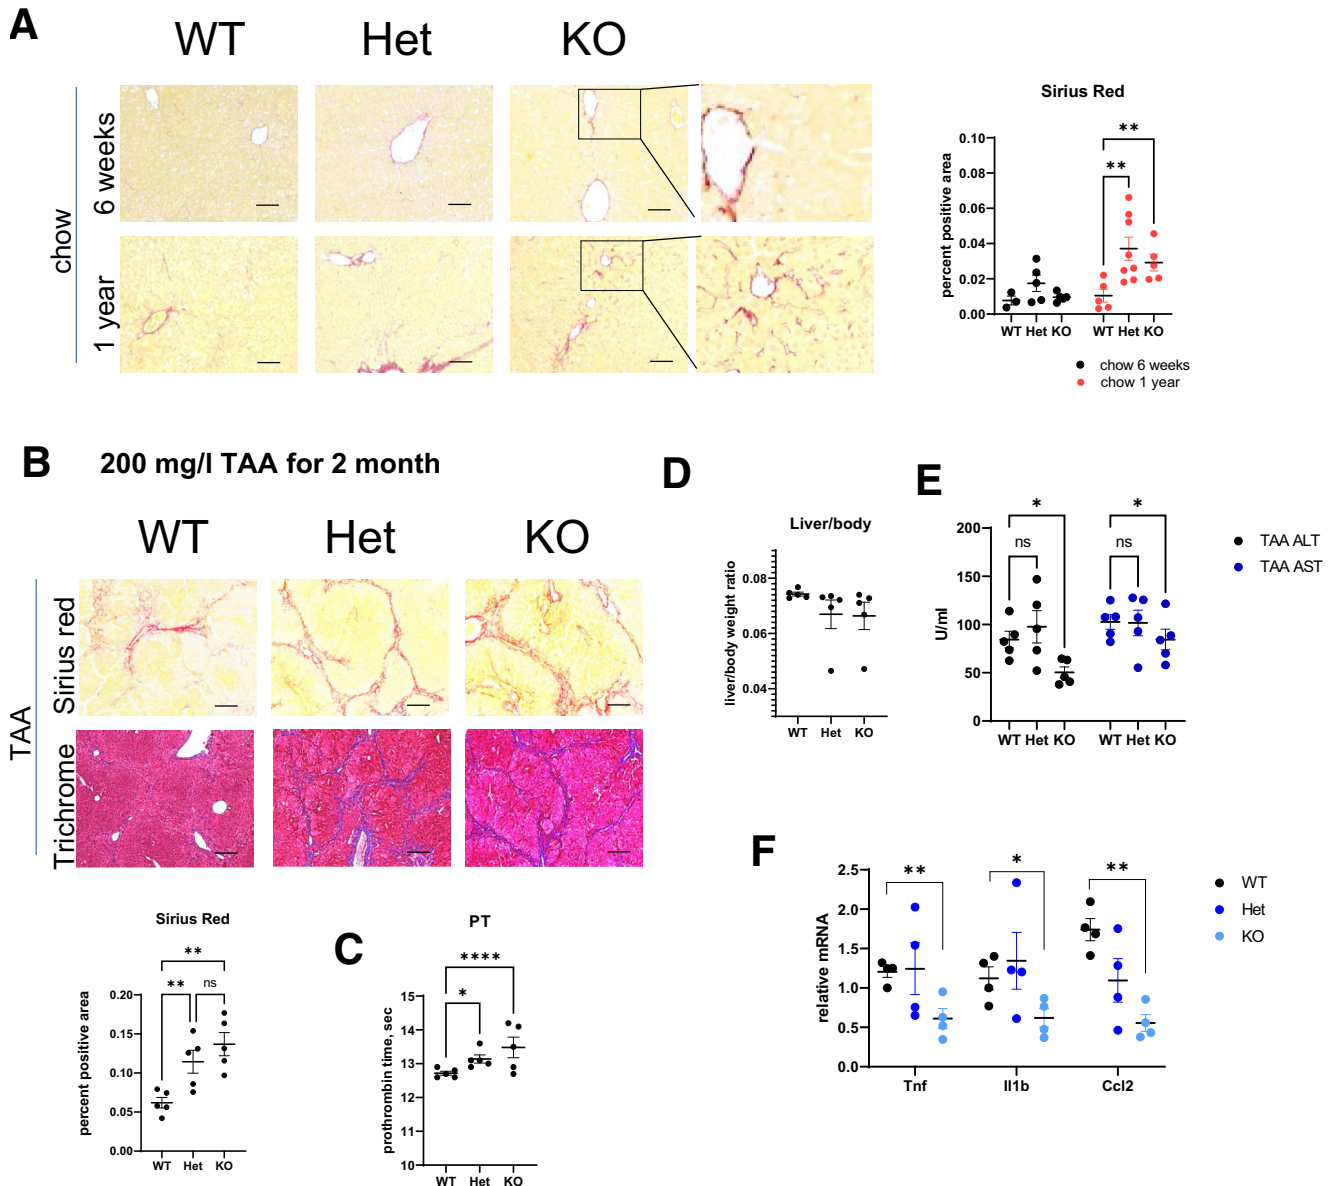 A
WT Het KO
chow
6 weeks
1 year
Sirius Red
percent positive area
0.10
0.08
0.06
0.04
0.02
0.00
** **
WT Het KO WT Het KO
chow 6 weeks
chow 1 year
B 200 mg/l TAA for 2 month
WT Het KO
TAA
Sirius red
Trichrome
Sirius Red
percent positive area
0.20
0.15
0.10
0.05
0.00
**
** ns
WT Het KO
C
PT
prothrombin time, sec
15
14
13
12
11
10
****
*
WT Het KO
D
Liver/body
liver/body weight ratio
0.08
0.06
0.04
WT Het KO
E
U/ml
200
150
100
50
0
* *
ns ns
WT Het KO WT Het KO
TAA ALT
TAA AST
F
relative mRNA
2.5
2.0
1.5
1.0
0.5
0.0
** * **
Tnf Il1b Ccl2
WT
Het
KO